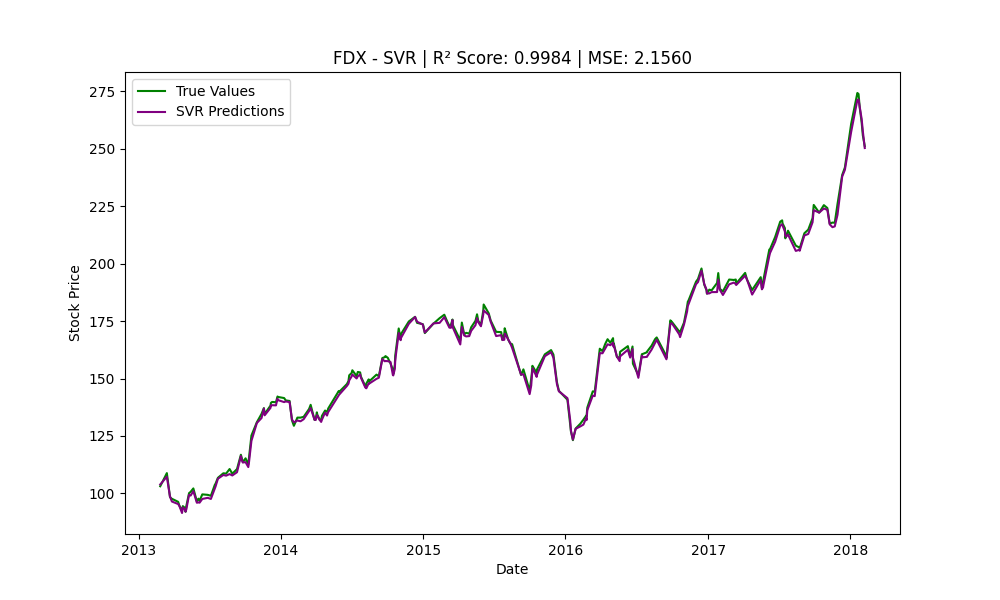 FDX - SVR | R² Score: 0.9984 | MSE: 2.1560
True Values
SVR Predictions
275
250
225
200
175
150
125
100
Stock Price
2013 2014 2015 2016 2017 2018
Date